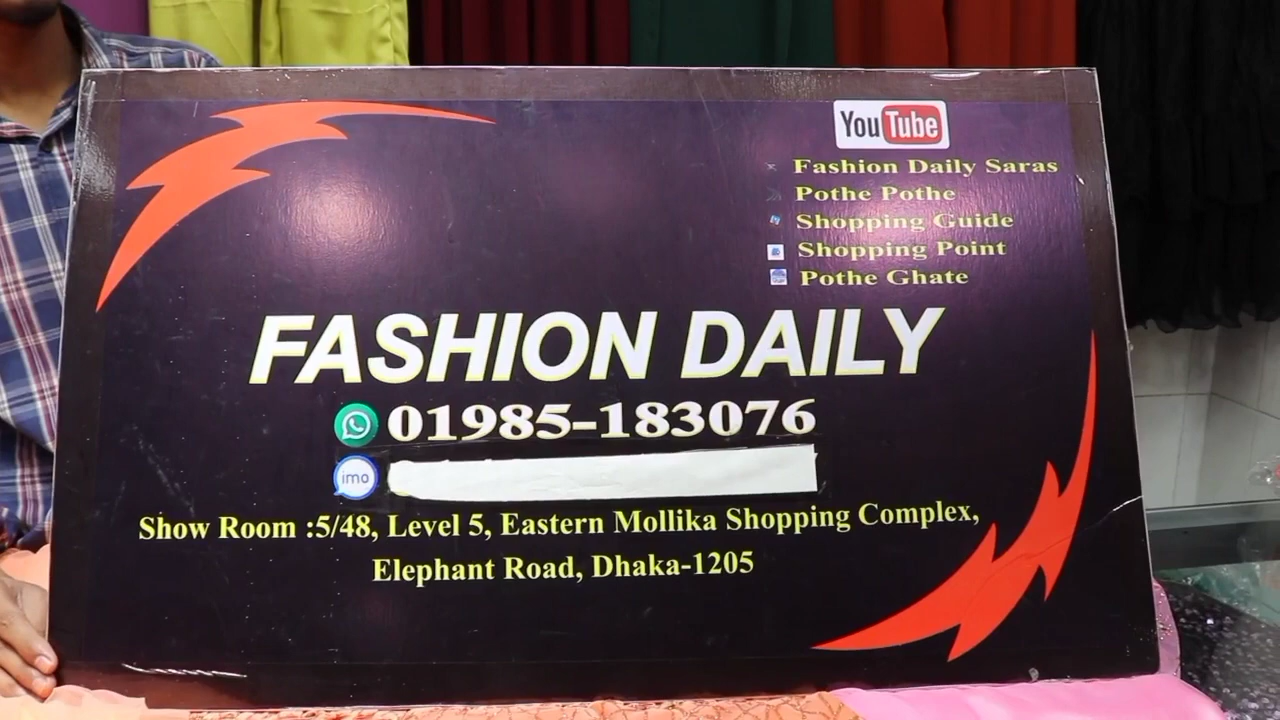 YouTube
Fashion Daily Saras
Pothe Pothe
Shopping Guide
Shopping Point
Pothe Ghate
FASHION DAILY
01985-183076
imo
Show Room :5/48, Level 5, Eastern Mollika Shopping Complex,
Elephant Road, Dhaka-1205